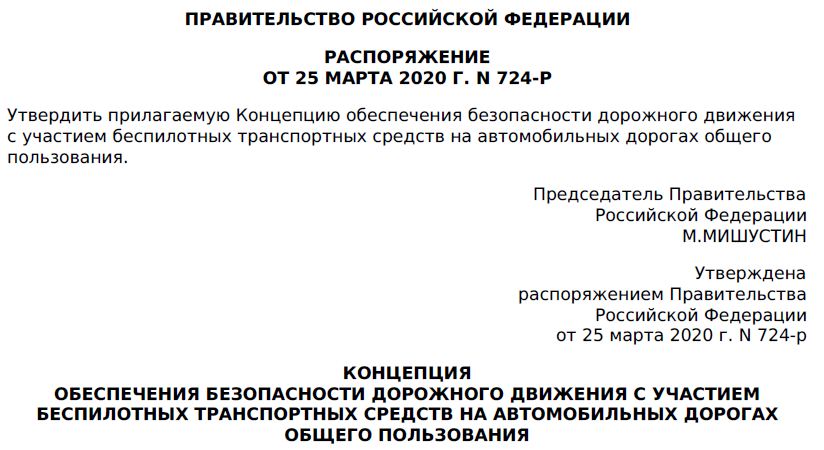 ПРАВИТЕЛЬСТВО РОССИЙСКОЙ ФЕДЕРАЦИИ
РАСПОРЯЖЕНИЕ
ОТ 25 МАРТА 2020 Г. N 724-Р
Утвердить прилагаемую Концепцию обеспечения безопасности дорожного движения
с участием беспилотных транспортных средств на автомобильных дорогах общего
пользования.
Председатель Правительства
Российской Федерации
М.МИШУСТИН
Утверждена
распоряжением Правительства
Российской Федерации
от 25 марта 2020 г. N 724-р
КОНЦЕПЦИЯ
ОБЕСПЕЧЕНИЯ БЕЗОПАСНОСТИ ДОРОЖНОГО ДВИЖЕНИЯ С УЧАСТИЕМ
БЕСПИЛОТНЫХ ТРАНСПОРТНЫХ СРЕДСТВ НА АВТОМОБИЛЬНЫХ ДОРОГАХ
ОБЩЕГО ПОЛЬЗОВАНИЯ